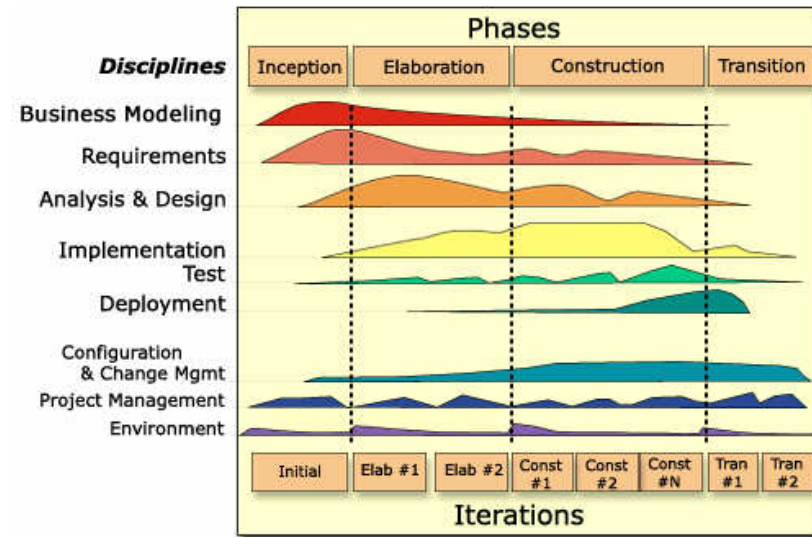 Phases
Disciplines
Inception
Elaboration
Construction
Transition
Business Modeling
Requirements
Analysis & Design
Implementation
Test
Deployment
Configuration
& Change Mgmt
Project Management
Environment
Initial
Elab #1
Elab #2
Const
#1
Const
#2
Const
#N
Tran
#1
Tran
#2
Iterations